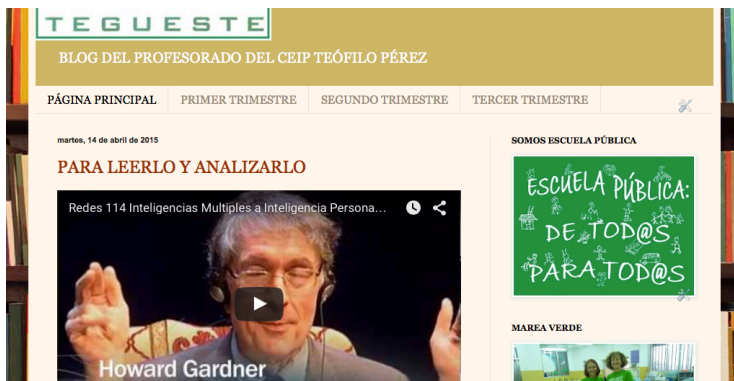 TEGUESTE
BLOG DEL PROFESORADO DEL CEIP TEÓFILO PÉREZ
PÁGINA PRINCIPAL
PRIMER TRIMESTRE
SEGUNDO TRIMESTRE
TERCER TRIMESTRE
martes, 14 de abril de 2015
PARA LEERLO Y ANALIZARLO
Redes 114 Inteligencias Multiples a Inteligencia Persona...
Howard Gardner
SOMOS ESCUELA PÚBLICA
ESCUELA PÚBLICA:
DE TOD@S
PARA TOD@S
MAREA VERDE